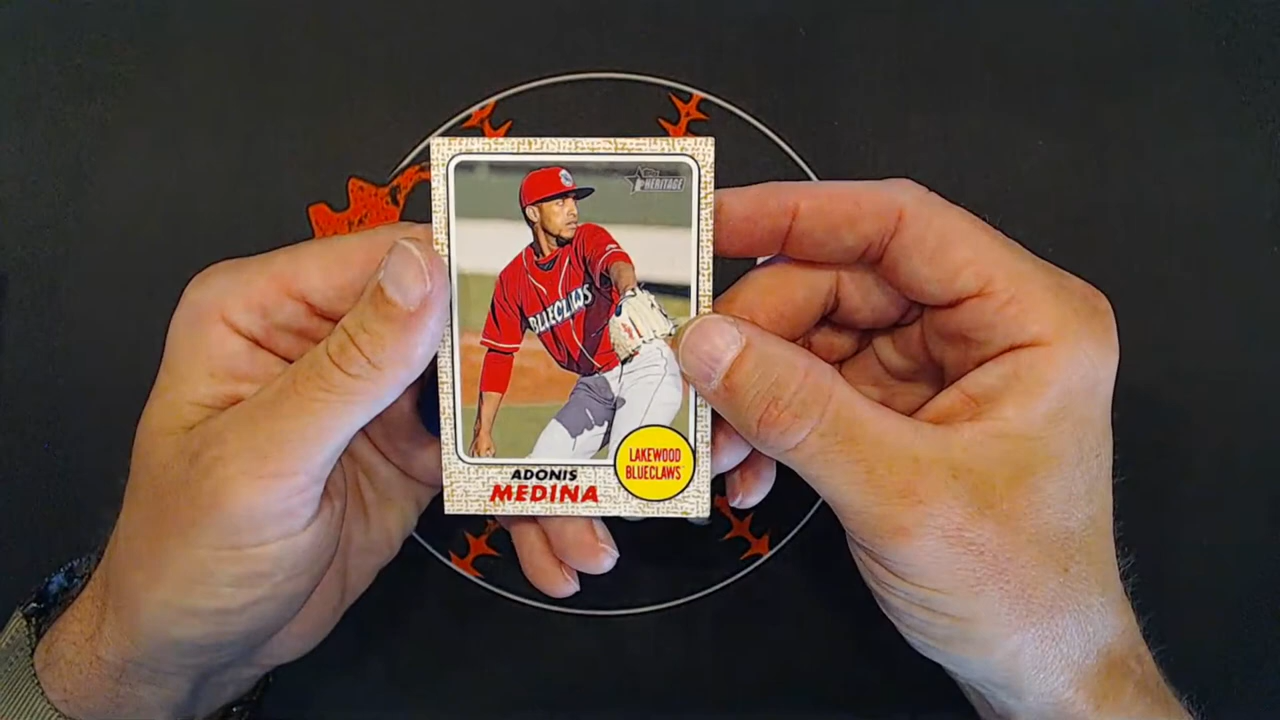 HERITAGE
BLUECLAWS
LAKEWOOD
BLUECLAWS
ADONIS
MEDINA